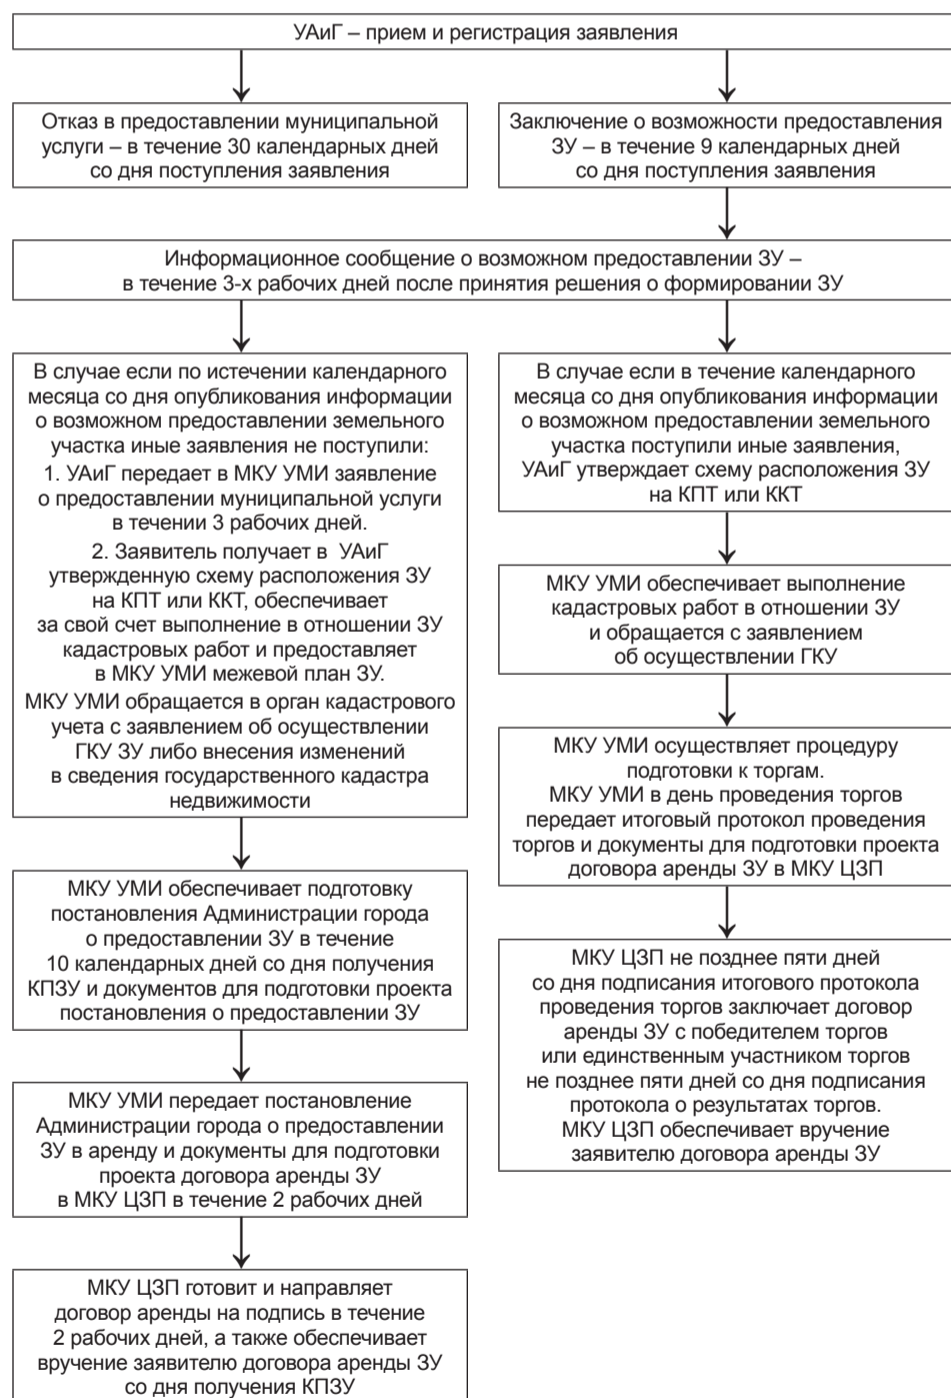 УАиГ – прием и регистрация заявления
Отказ в предоставлении муниципальной
услуги – в течение 30 календарных дней
со дня поступления заявления
Заключение о возможности предоставления
ЗУ – в течение 9 календарных дней
со дня поступления заявления
Информационное сообщение о возможном предоставлении ЗУ –
в течение 3-х рабочих дней после принятия решения о формировании ЗУ
В случае если по истечении календарного
месяца со дня опубликования информации
о возможном предоставлении земельного
участка иные заявления не поступили:
1. УАиГ передает в МКУ УМИ заявление
о предоставлении муниципальной услуги
в течении 3 рабочих дней.
2. Заявитель получает в УАиГ
утвержденную схему расположения ЗУ
на КПТ или ККТ, обеспечивает
за свой счет выполнение в отношении ЗУ
кадастровых работ и предоставляет
в МКУ УМИ межевой план ЗУ.
МКУ УМИ обращается в орган кадастрового
учета с заявлением об осуществлении
ГКУ ЗУ либо внесения изменений
в сведения государственного кадастра
недвижимости
МКУ УМИ обеспечивает подготовку
постановления Администрации города
о предоставлении ЗУ в течение
10 календарных дней со дня получения
КПЗУ и документов для подготовки проекта
постановления о предоставлении ЗУ
МКУ УМИ передает постановление
Администрации города о предоставлении
ЗУ в аренду и документы для подготовки
проекта договора аренды ЗУ
в МКУ ЦЗП в течение 2 рабочих дней
МКУ ЦЗП готовит и направляет
договор аренды на подпись в течение
2 рабочих дней, а также обеспечивает
вручение заявителю договора аренды ЗУ
со дня получения КПЗУ
В случае если в течение календарного
месяца со дня опубликования информации
о возможном предоставлении земельного
участка поступили иные заявления,
УАиГ утверждает схему расположения ЗУ
на КПТ или ККТ
МКУ УМИ обеспечивает выполнение
кадастровых работ в отношении ЗУ
и обращается с заявлением
об осуществлении ГКУ
МКУ УМИ осуществляет процедуру
подготовки к торгам.
МКУ УМИ в день проведения торгов
передает итоговый протокол проведения
торгов и документы для подготовки проекта
договора аренды ЗУ в МКУ ЦЗП
МКУ ЦЗП не позднее пяти дней
со дня подписания итогового протокола
проведения торгов заключает договор
аренды ЗУ с победителем торгов
или единственным участником торгов
не позднее пяти дней со дня подписания
протокола о результатах торгов.
МКУ ЦЗП обеспечивает вручение
заявителю договора аренды ЗУ